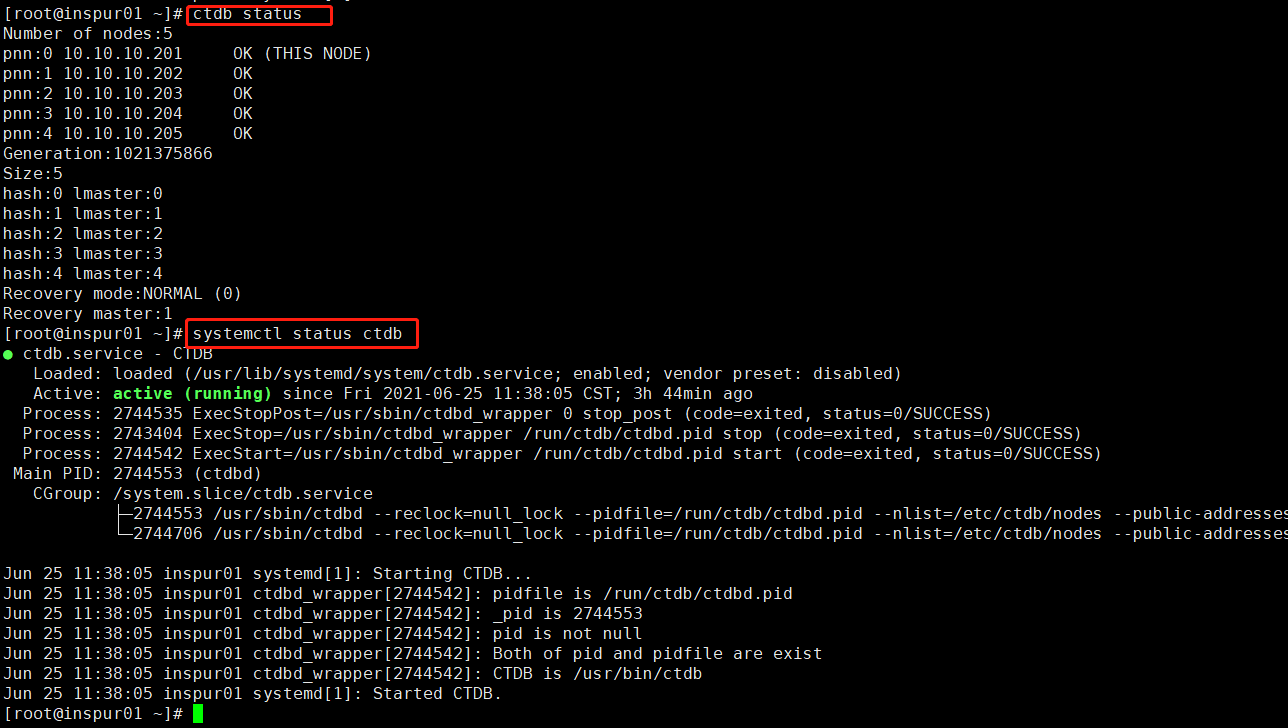 [root@inspur01 ~]# ctdb status
Number of nodes:5
pnn:0 10.10.10.201     OK (THIS NODE)
pnn:1 10.10.10.202     OK
pnn:2 10.10.10.203     OK
pnn:3 10.10.10.204     OK
pnn:4 10.10.10.205     OK
Generation:1021375866
Size:5
hash:0 lmaster:0
hash:1 lmaster:1
hash:2 lmaster:2
hash:3 lmaster:3
hash:4 lmaster:4
Recovery mode:NORMAL (0)
Recovery master:1
[root@inspur01 ~]# systemctl status ctdb
● ctdb.service - CTDB
   Loaded: loaded (/usr/lib/systemd/system/ctdb.service; enabled; vendor preset: disabled)
   Active: active (running) since Fri 2021-06-25 11:38:05 CST; 3h 44min ago
  Process: 2744535 ExecStopPost=/usr/sbin/ctdbd_wrapper 0 stop_post (code=exited, status=0/SUCCESS)
  Process: 2743404 ExecStop=/usr/sbin/ctdbd_wrapper /run/ctdb/ctdbd.pid stop (code=exited, status=0/SUCCESS)
  Process: 2744542 ExecStart=/usr/sbin/ctdbd_wrapper /run/ctdb/ctdbd.pid start (code=exited, status=0/SUCCESS)
 Main PID: 2744553 (ctdbd)
   CGroup: /system.slice/ctdb.service
           ├─2744553 /usr/sbin/ctdbd --reclock=null_lock --pidfile=/run/ctdb/ctdbd.pid --nlist=/etc/ctdb/nodes --public-addresses
           └─2744706 /usr/sbin/ctdbd --reclock=null_lock --pidfile=/run/ctdb/ctdbd.pid --nlist=/etc/ctdb/nodes --public-addresses
Jun 25 11:38:05 inspur01 systemd[1]: Starting CTDB...
Jun 25 11:38:05 inspur01 ctdbd_wrapper[2744542]: pidfile is /run/ctdb/ctdbd.pid
Jun 25 11:38:05 inspur01 ctdbd_wrapper[2744542]: _pid is 2744553
Jun 25 11:38:05 inspur01 ctdbd_wrapper[2744542]: pid is not null
Jun 25 11:38:05 inspur01 ctdbd_wrapper[2744542]: Both of pid and pidfile are exist
Jun 25 11:38:05 inspur01 ctdbd_wrapper[2744542]: CTDB is /usr/bin/ctdb
Jun 25 11:38:05 inspur01 systemd[1]: Started CTDB.
[root@inspur01 ~]#